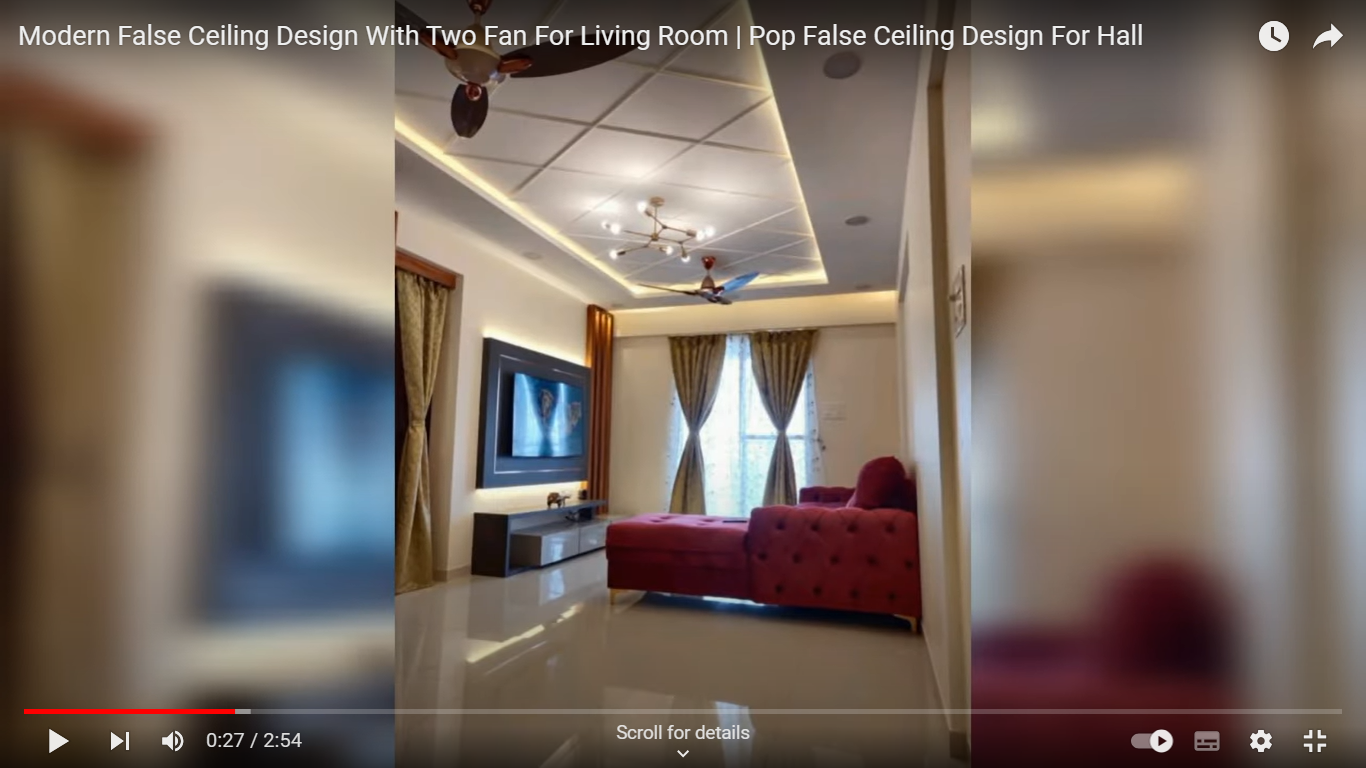 Modern False Ceiling Design With Two Fan For Living Room | Pop False Ceiling Design For Hall
Scroll for details
0:27 / 2:54